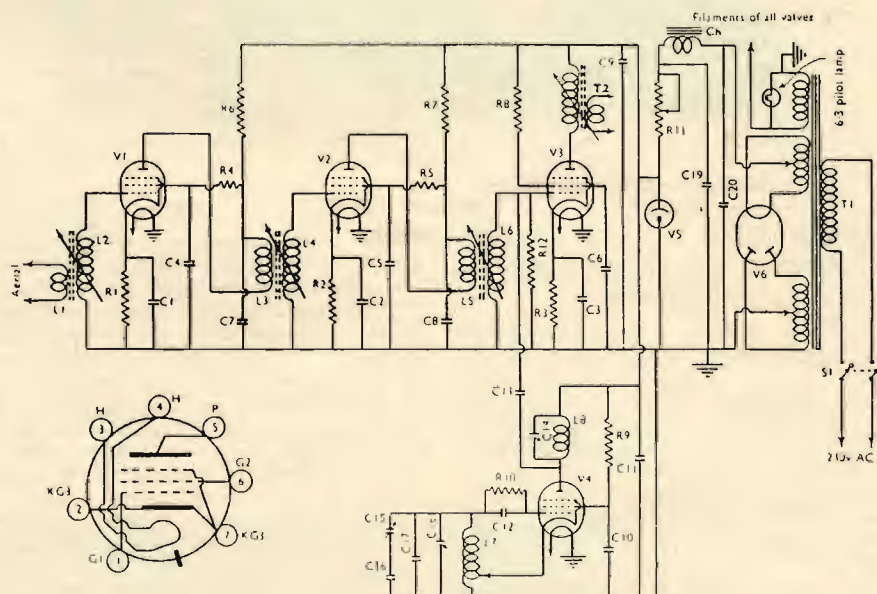 Filaments of all valves
Ch
6·3 pilot lamp
C9
T2
R6
R7
R8
R11
V1
V2
V3
R4
R5
C19
C20
T1
V5
V6
L2
L4
L6
R12
Aerial
C4
C5
C6
L1
R1
C1
L3
R2
C2
L5
R3
C3
C7
C8
S1
210v AC
C13
L8
C14
R9
C11
V4
R10
C12
C10
C15
C17
C16
L7
H
4
H
P
3
5
G2
6
KG3
2
7
KG3
G1
1